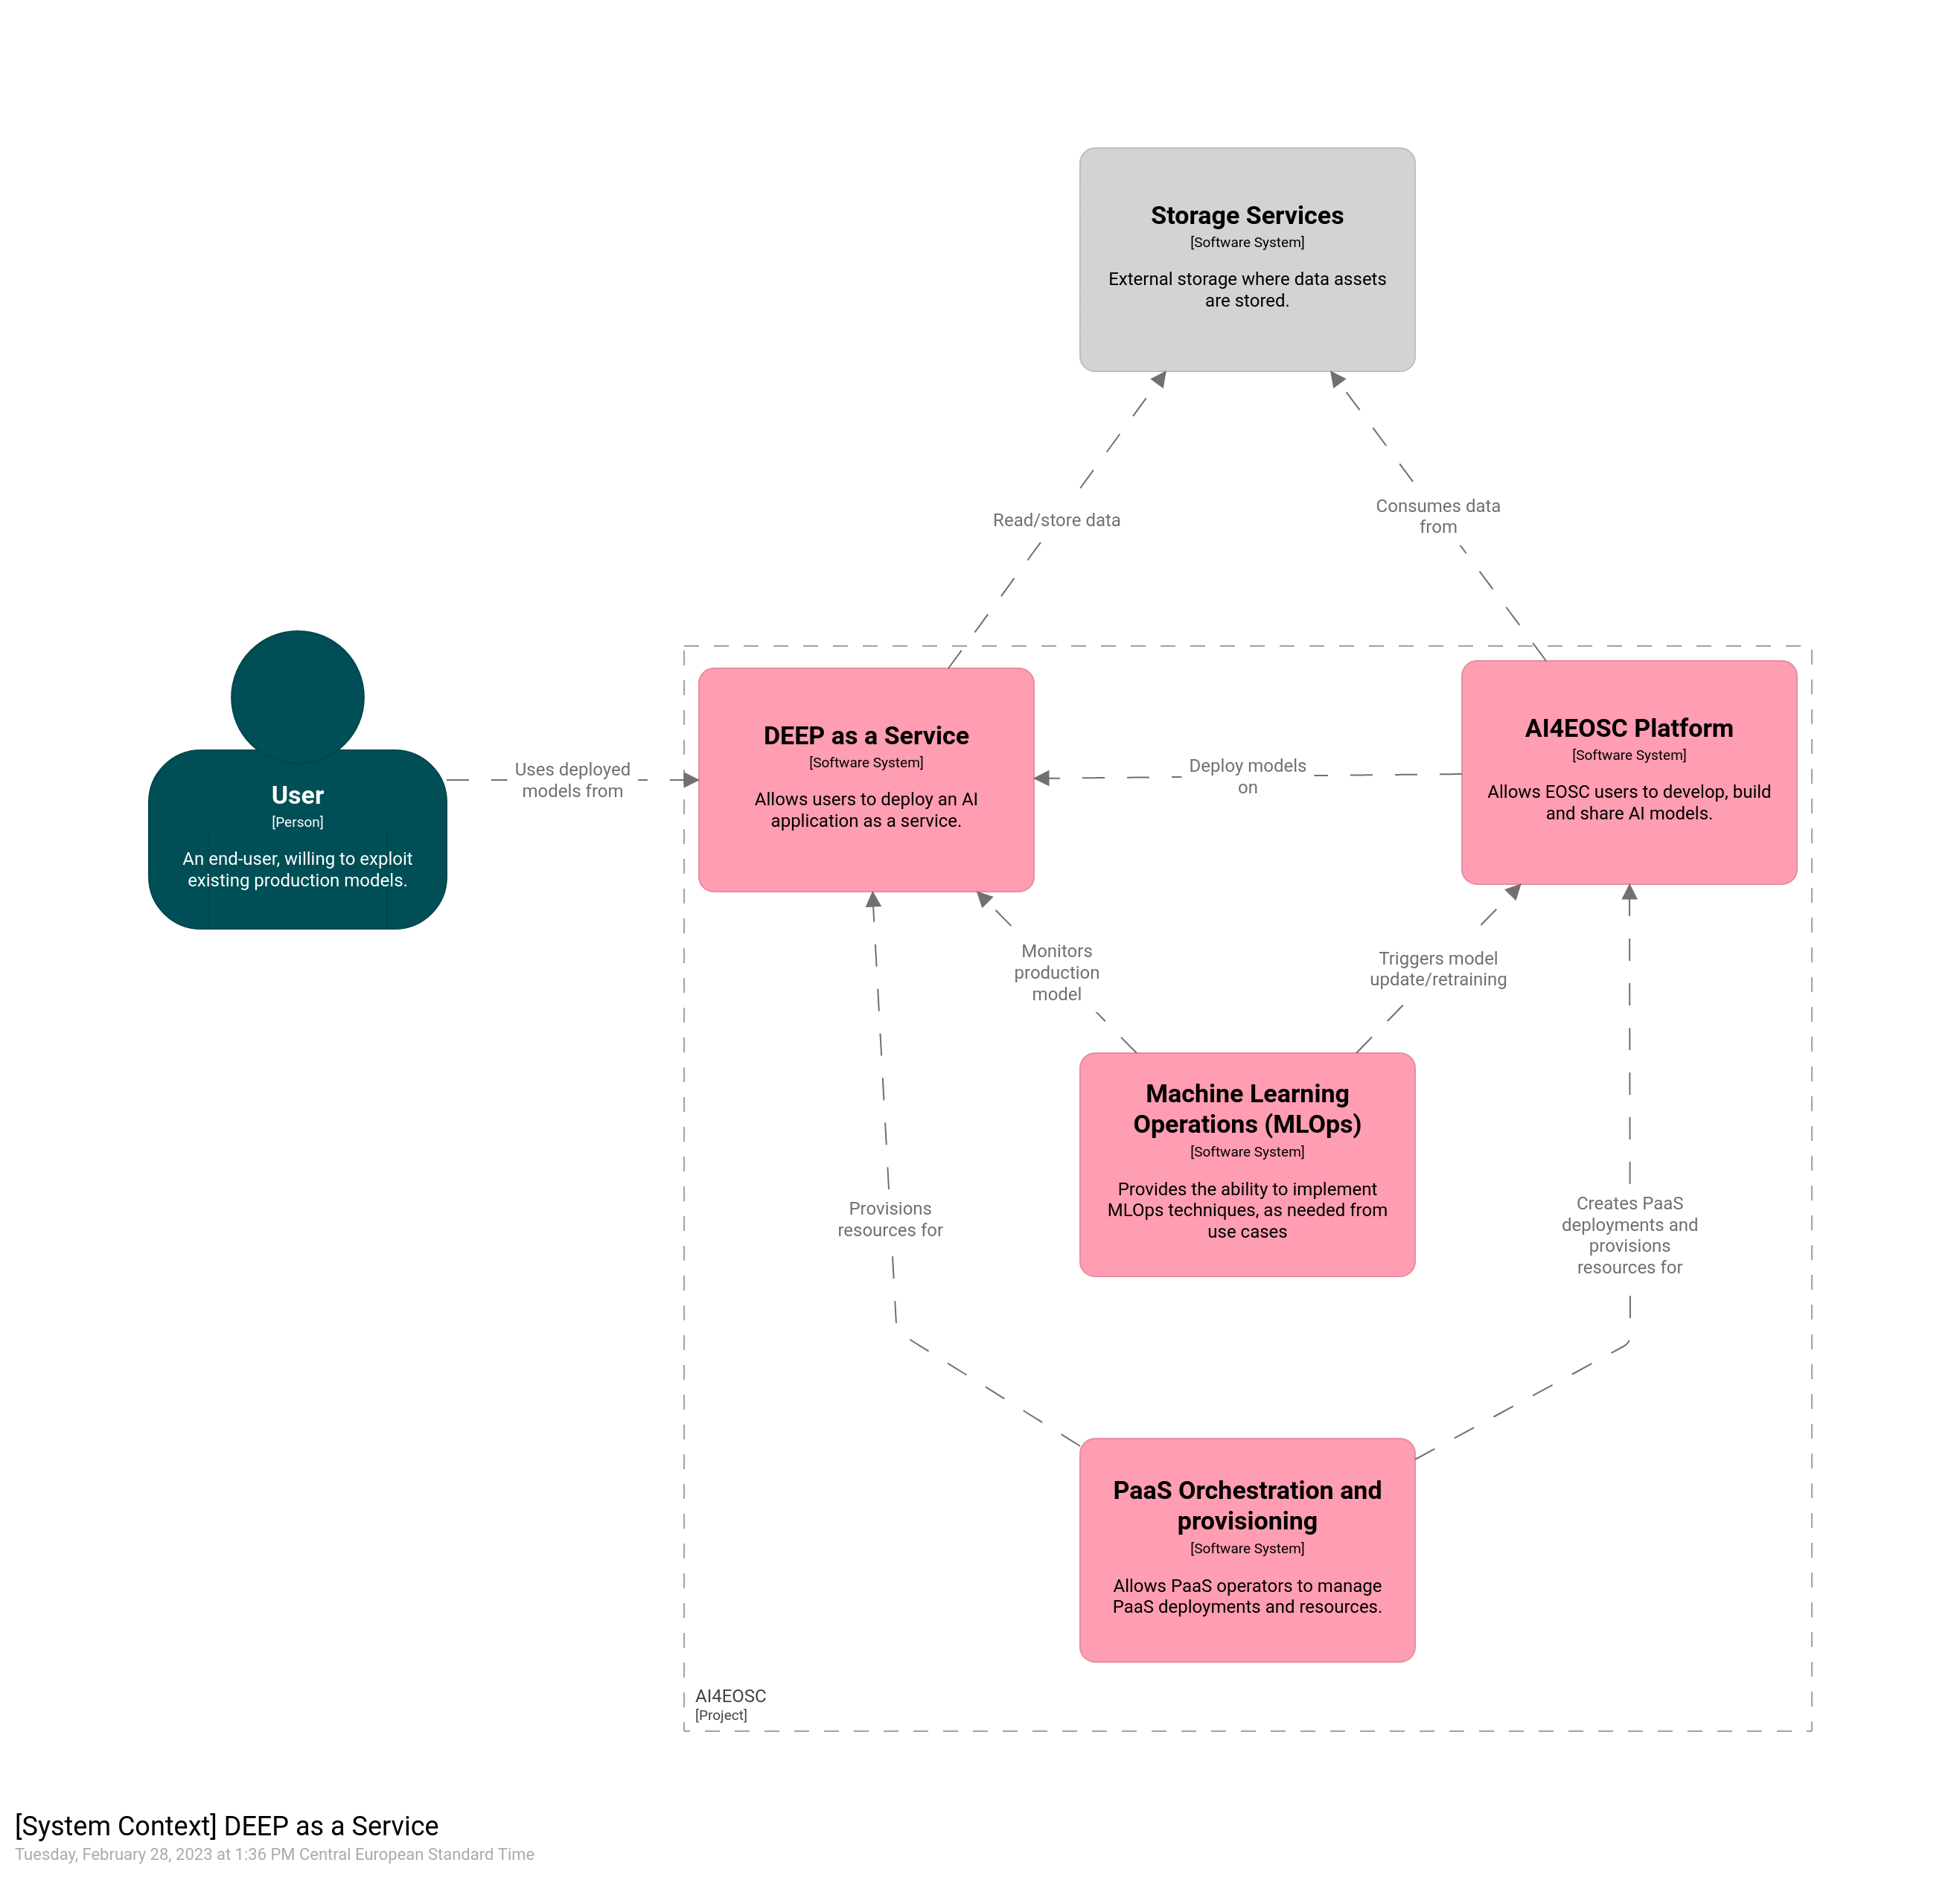 Storage Services
[Software System]
External storage where data assets
are stored.
Read/store data
Consumes data
from
User
[Person]
An end-user, willing to exploit
existing production models.
Uses deployed
models from
DEEP as a Service
[Software System]
Allows users to deploy an AI
application as a service.
Deploy models
on
AI4EOSC Platform
[Software System]
Allows EOSC users to develop, build
and share AI models.
Monitors
production
model
Triggers model
update/retraining
Machine Learning
Operations (MLOps)
[Software System]
Provides the ability to implement
MLOps techniques, as needed from
use cases
Provisions
resources for
Creates PaaS
deployments and
provisions
resources for
PaaS Orchestration and
provisioning
[Software System]
Allows PaaS operators to manage
PaaS deployments and resources.
AI4EOSC
[Project]
[System Context] DEEP as a Service
Tuesday, February 28, 2023 at 1:36 PM Central European Standard Time